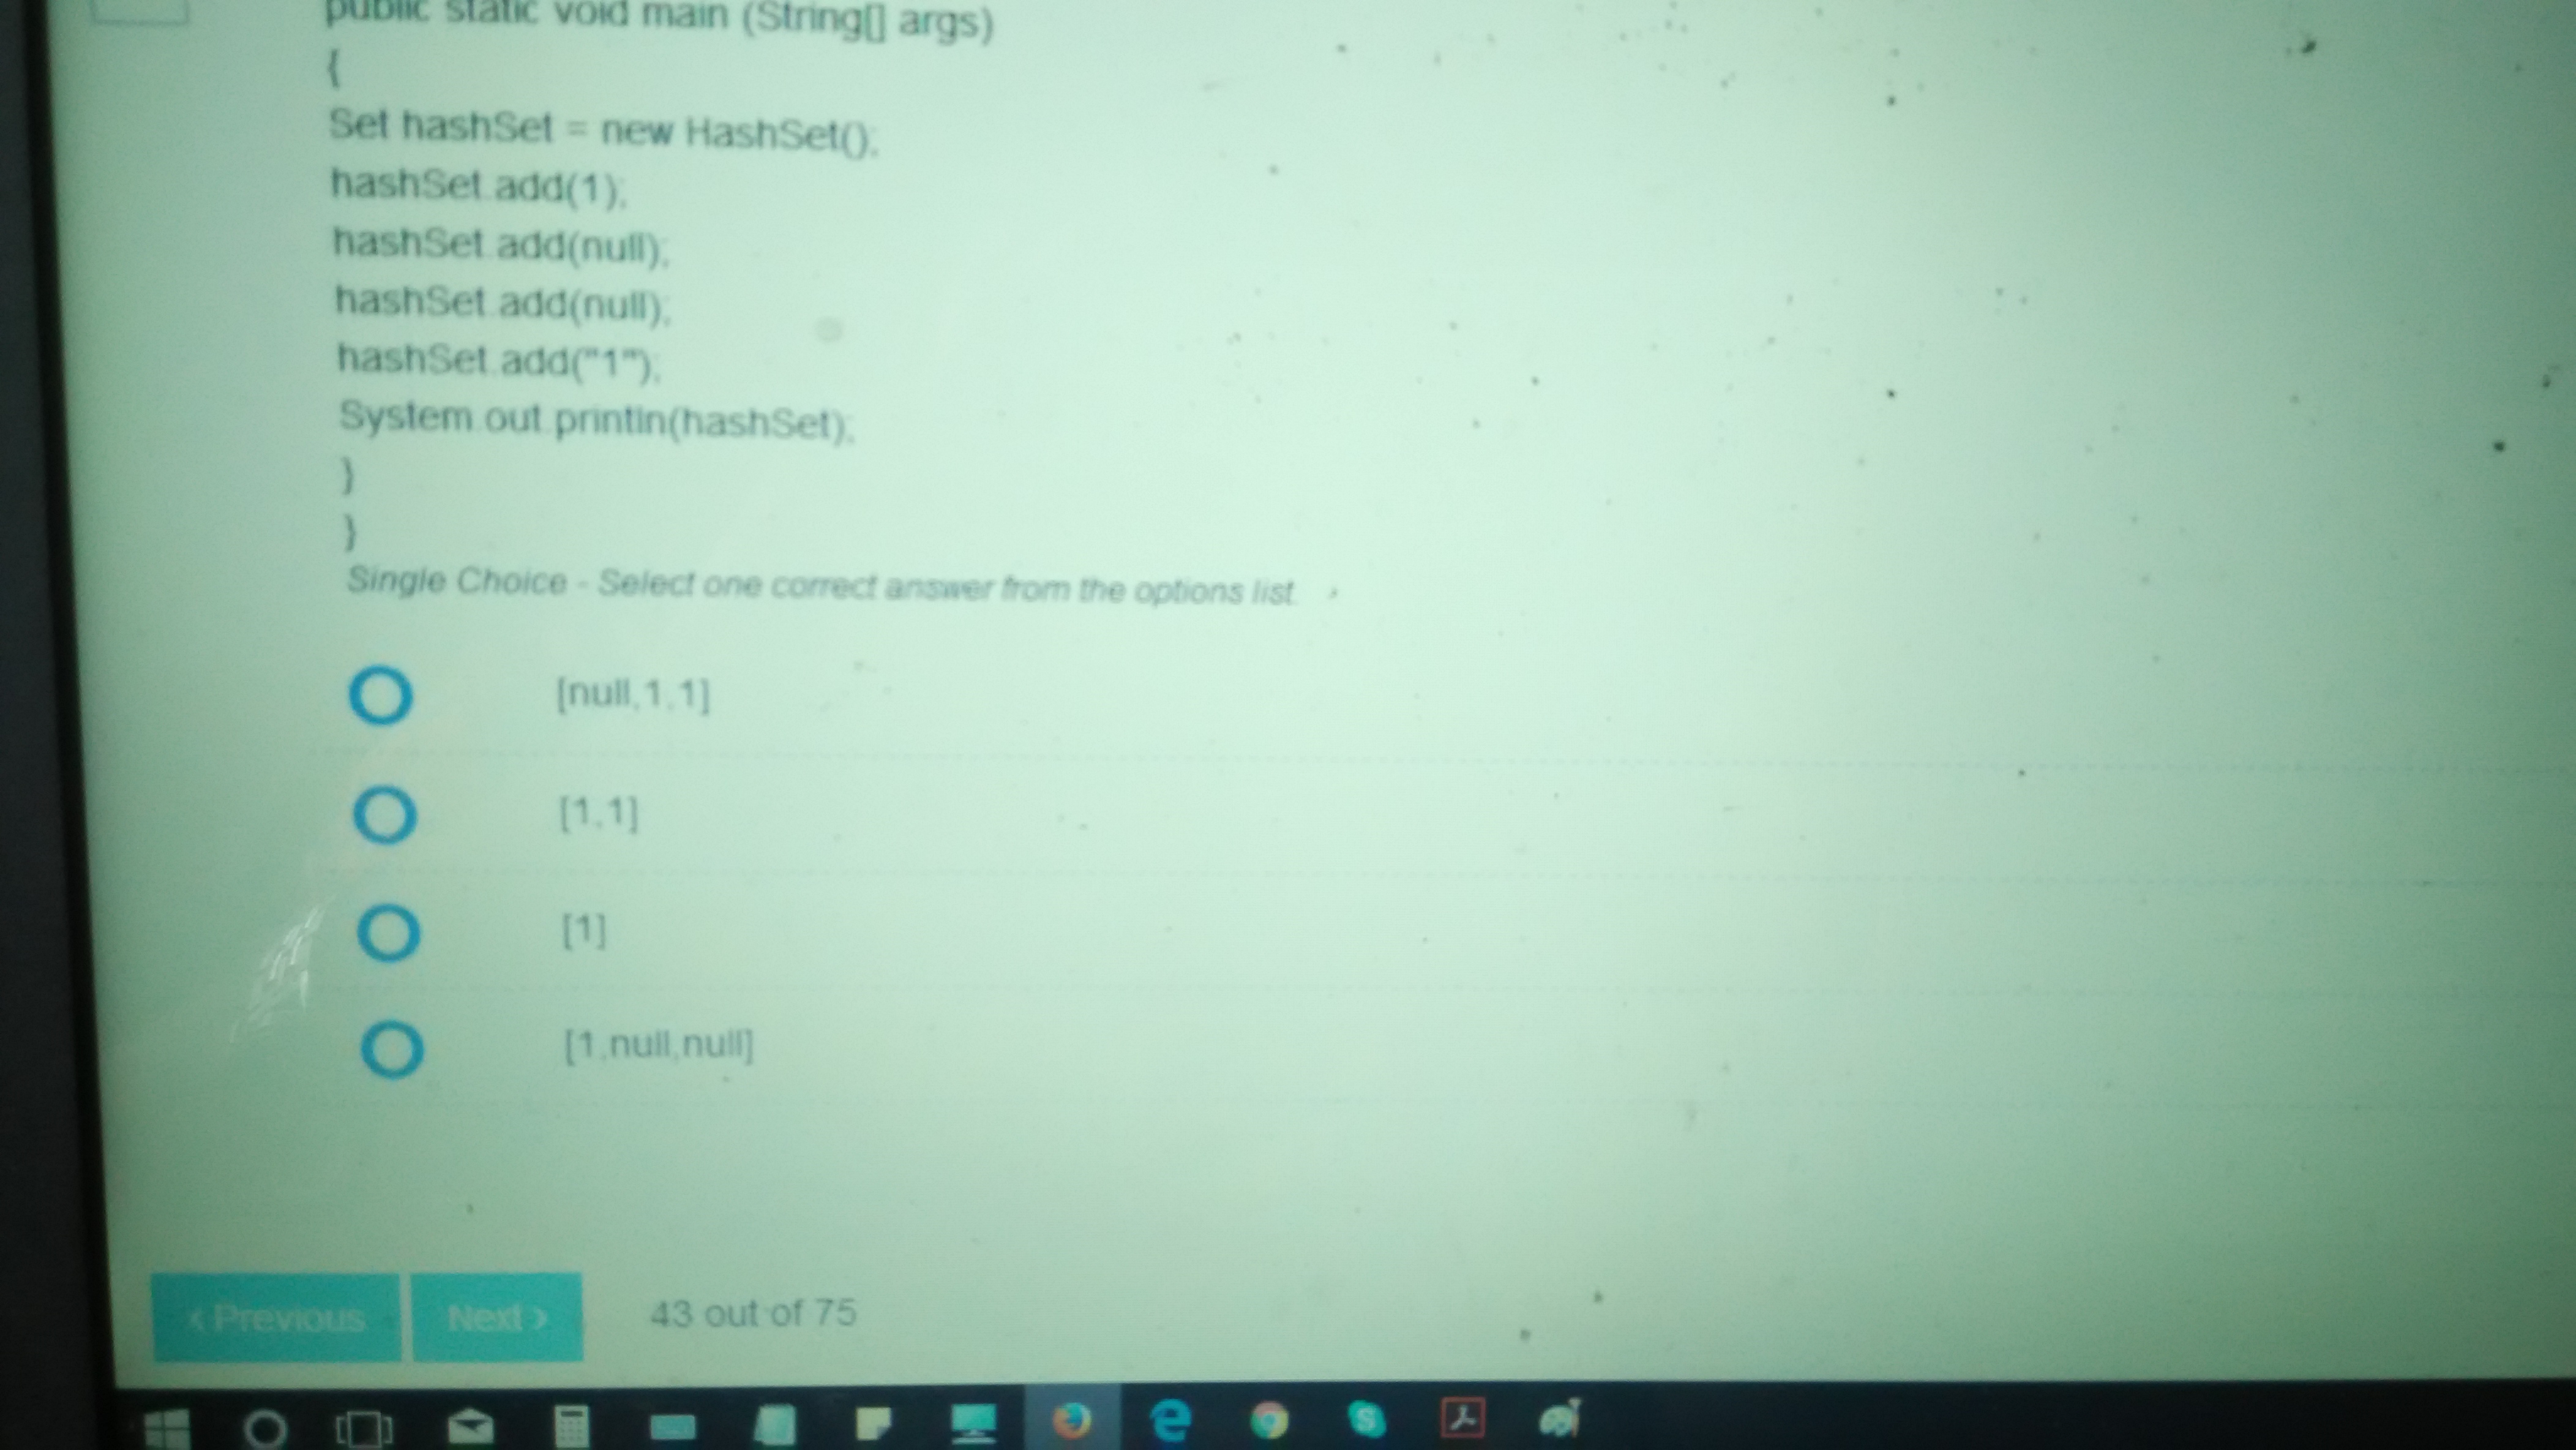 public static void main (String[] args)
{
Set hashSet = new HashSet();
hashSet.add(1);
hashSet.add(null);
hashSet.add(null);
hashSet.add("1");
System.out.println(hashSet);
}
}
Single Choice - Select one correct answer from the options list.
[null,1,1]
[1,1]
[1]
[1,null,null]
< Previous
Next >
43 out of 75